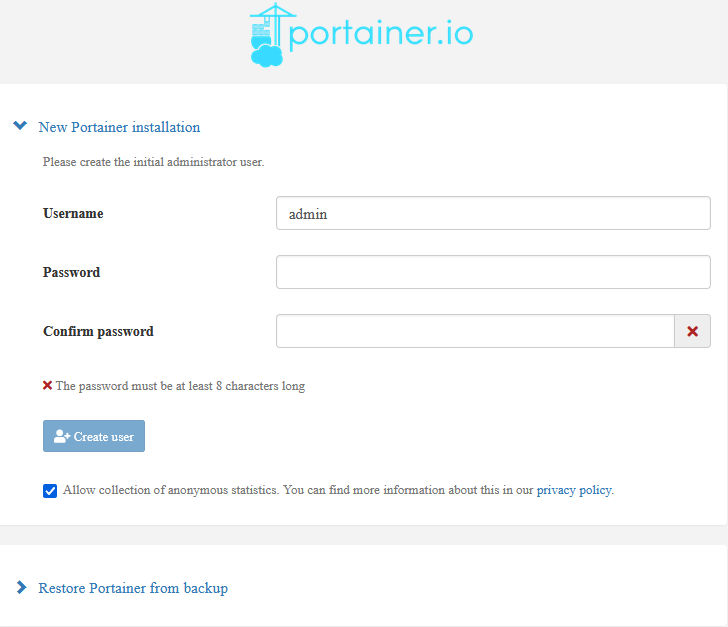 portainer.io
New Portainer installation
Please create the initial administrator user.
Username
admin
Password
Confirm password
The password must be at least 8 characters long
Create user
Allow collection of anonymous statistics. You can find more information about this in our privacy policy.
Restore Portainer from backup